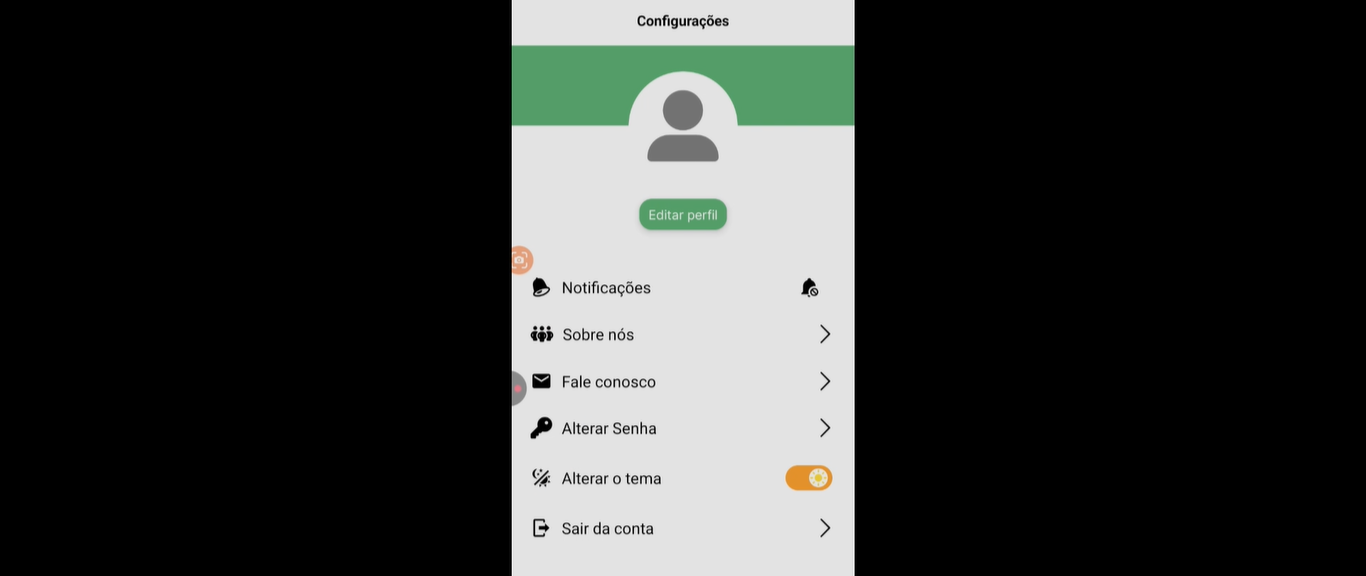 Configurações
Editar perfil
Notificações
Sobre nós
Fale conosco
Alterar Senha
Alterar o tema
Sair da conta